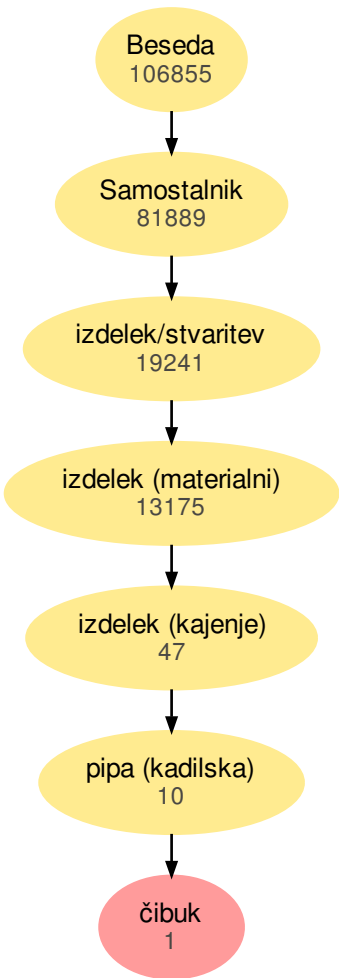 Beseda
106855
Samostalnik
81889
izdelek/stvaritev
19241
izdelek (materialni)
13175
izdelek (kajenje)
47
pipa (kadilska)
10
čibuk
1